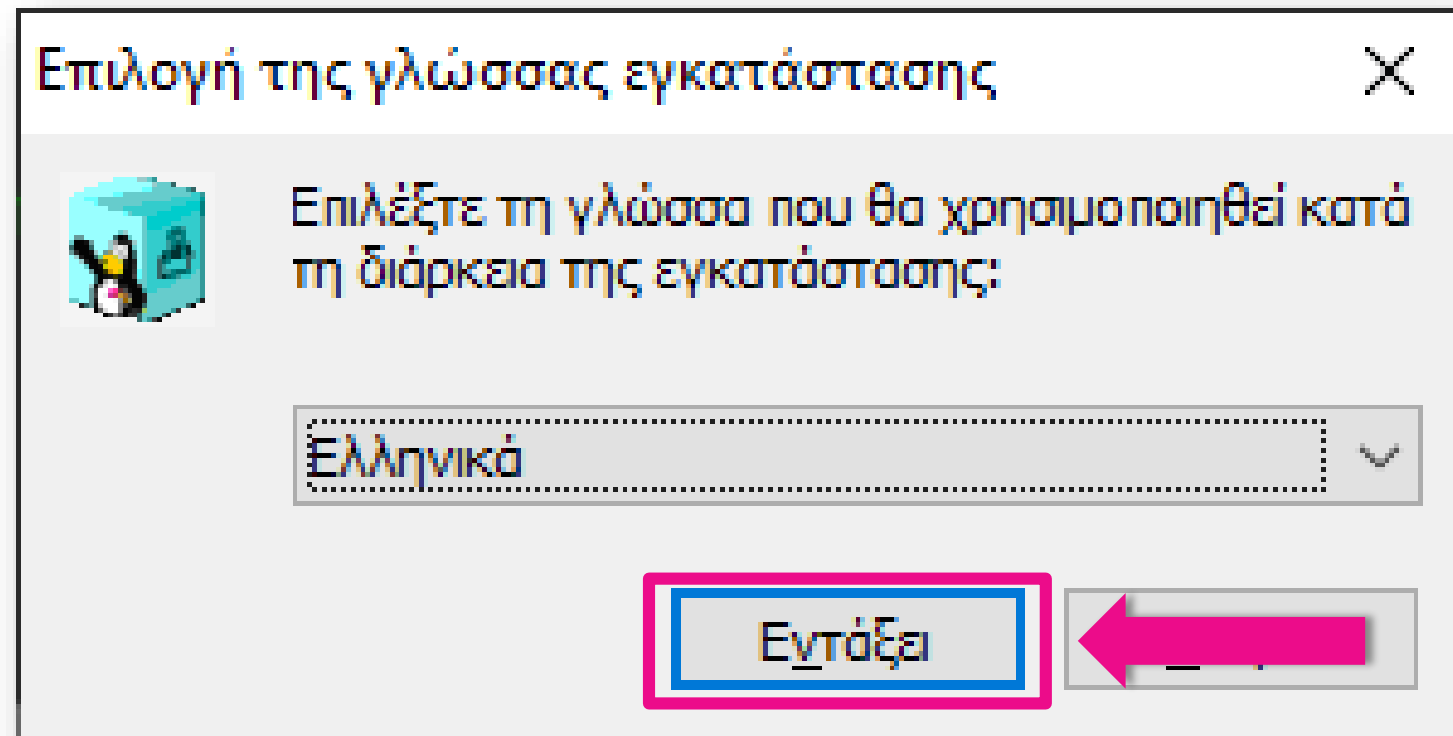 Επιλογή της γλώσσας εγκατάστασης
Επιλέξτε τη γλώσσα που θα χρησιμοποιηθεί κατά
τη διάρκεια της εγκατάστασης:
Ελληνικά
Εντάξει